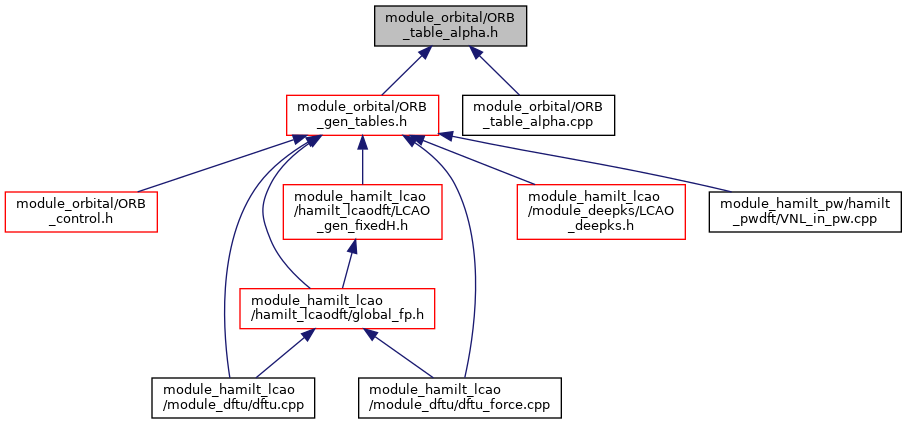 module_orbital/ORB
_table_alpha.h
module_orbital/ORB
_gen_tables.h
module_orbital/ORB
_table_alpha.cpp
module_orbital/ORB
_control.h
module_hamilt_lcao
/hamilt_lcaodft/LCAO
_gen_fixedH.h
module_hamilt_lcao
/module_deepks/LCAO
_deepks.h
module_hamilt_pw/hamilt
_pwdft/VNL_in_pw.cpp
module_hamilt_lcao
/hamilt_lcaodft/global_fp.h
module_hamilt_lcao
/module_dftu/dftu.cpp
module_hamilt_lcao
/module_dftu/dftu_force.cpp